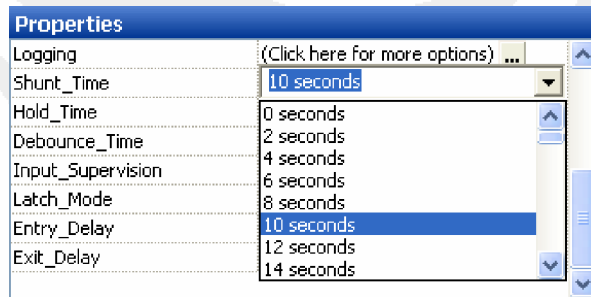 Properties
Logging (Click here for more options) ...
Shunt_Time 10 seconds
Hold_Time 0 seconds
Debounce_Time 2 seconds
4 seconds
Input_Supervision 6 seconds
Latch_Mode 8 seconds
Entry_Delay 10 seconds
Exit_Delay 12 seconds
14 seconds